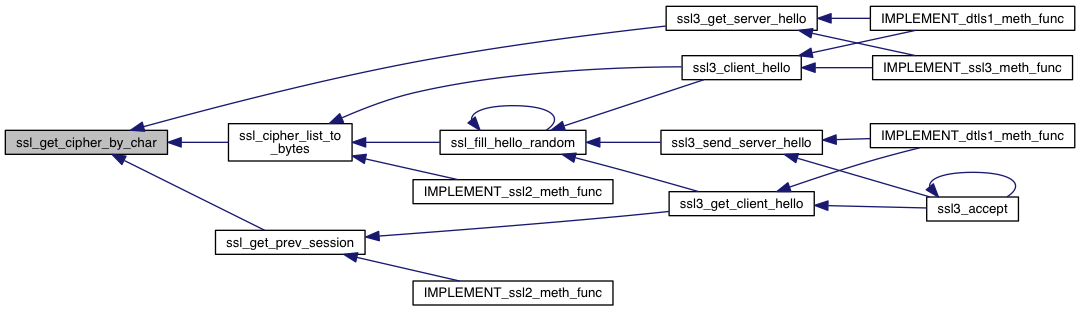 ssl3_get_server_hello
IMPLEMENT_dtls1_meth_func
ssl3_client_hello
IMPLEMENT_ssl3_meth_func
ssl_get_cipher_by_char
ssl_cipher_list_to
_bytes
ssl_fill_hello_random
ssl3_send_server_hello
IMPLEMENT_dtls1_meth_func
IMPLEMENT_ssl2_meth_func
ssl3_get_client_hello
ssl3_accept
ssl_get_prev_session
IMPLEMENT_ssl2_meth_func